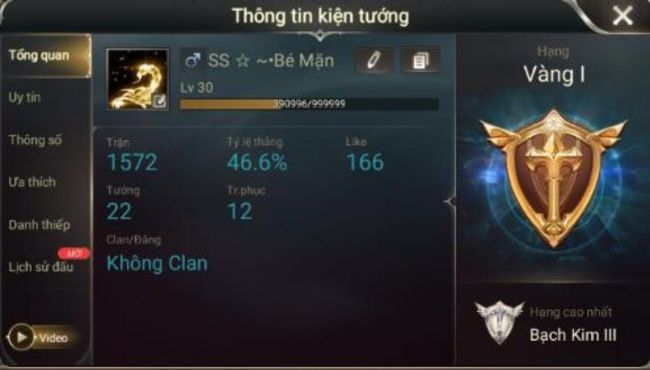 Thông tin kiện tướng
Tổng quan
Uy tín
Thông số
Ưa thích
Danh thiếp
Lịch sử đấu
MỚI
Video
SS ☆ ~•Bé Mặn
Lv 30
390996/999999
Trận
Tỷ lệ thắng
Like
1572
46.6%
166
Tướng
Tr.phục
22
12
Clan/Đảng
Không Clan
Hạng
Vàng I
Hạng cao nhất
Bạch Kim III